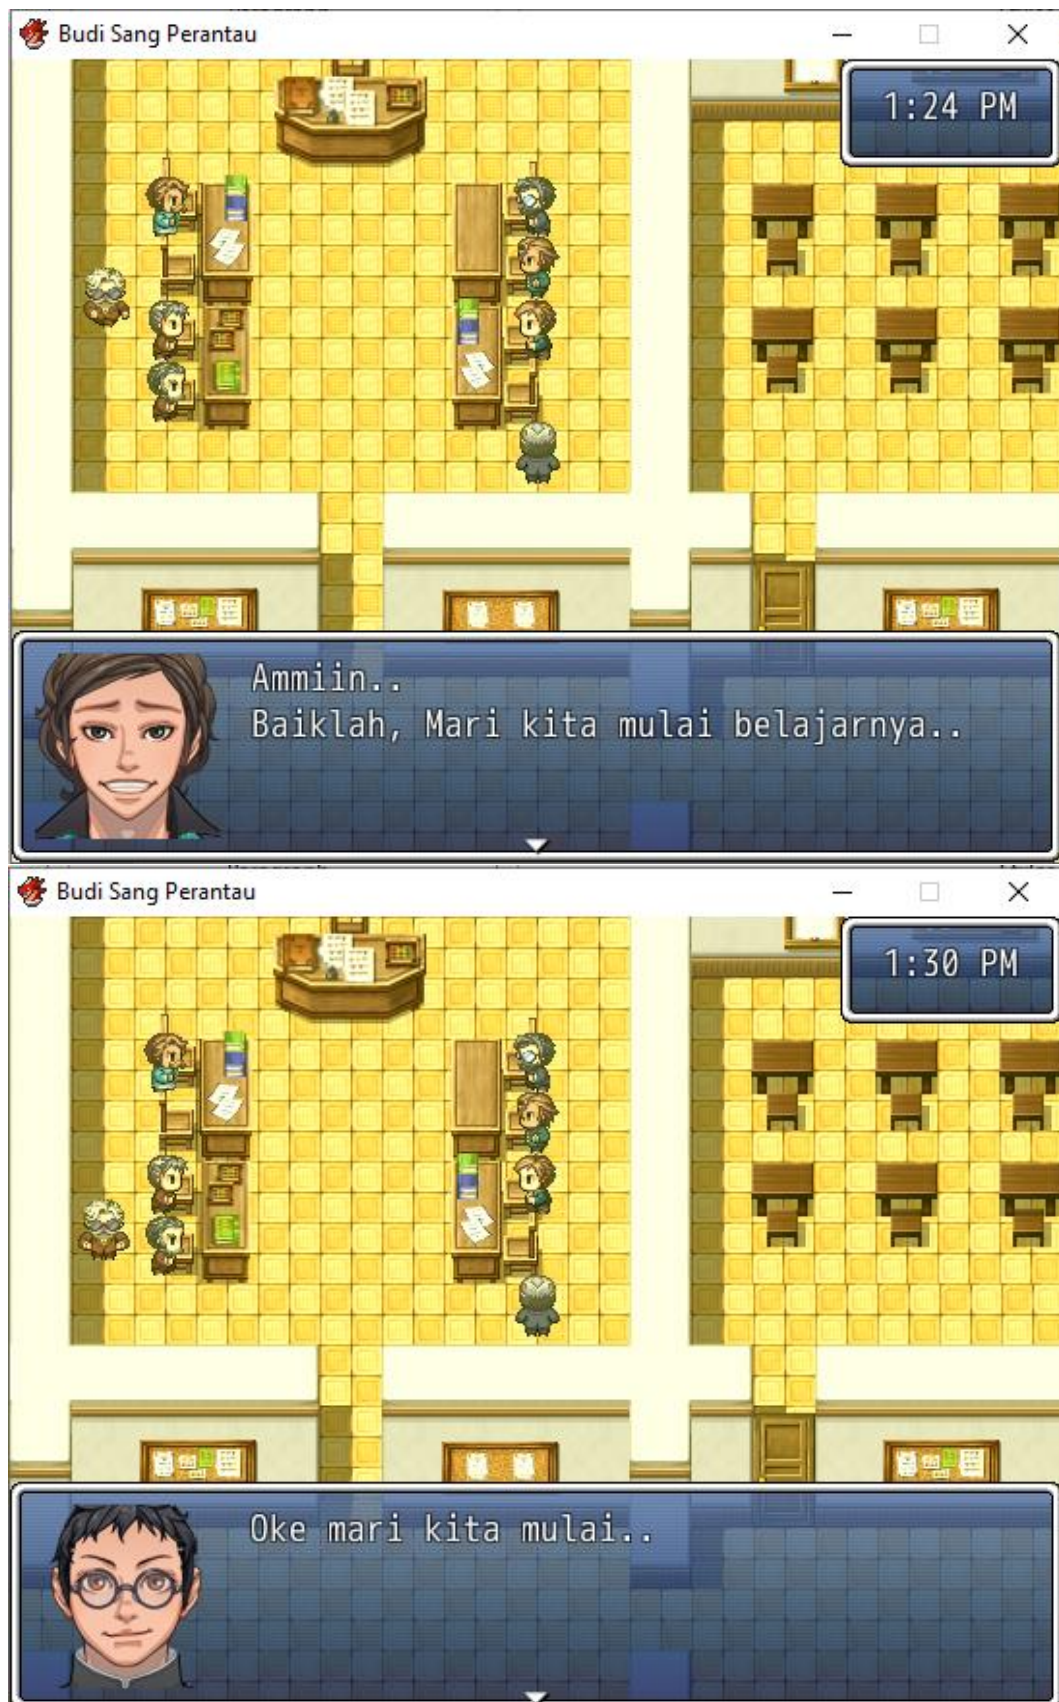 Budi Sang Perantau
1:24 PM
Ammiin..
Baiklah, Mari kita mulai belajarnya..
Budi Sang Perantau
1:30 PM
Oke mari kita mulai..